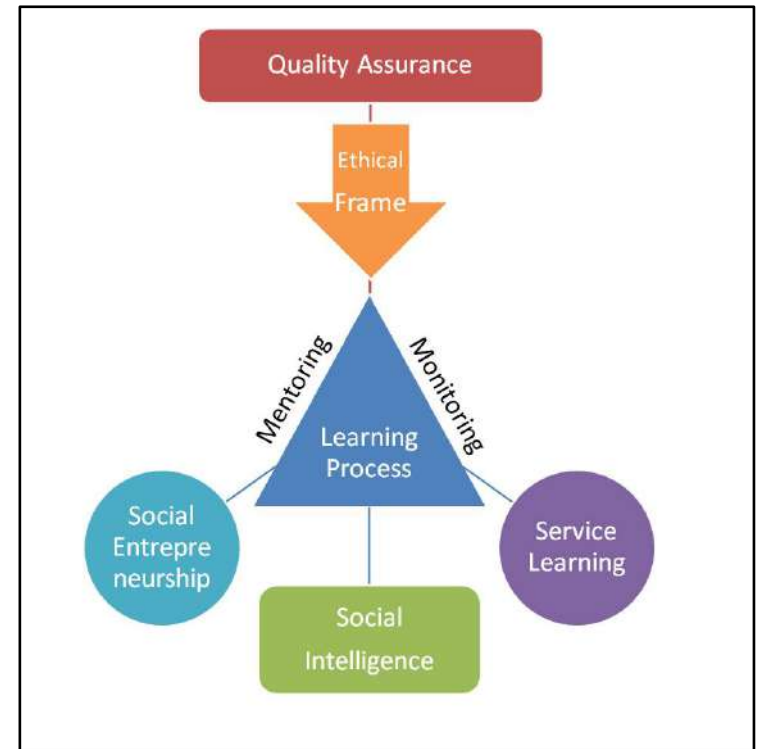 Quality Assurance
Ethical
Frame
Mentoring
Monitoring
Learning
Process
Social
Entrepre
neurship
Service
Learning
Social
Intelligence